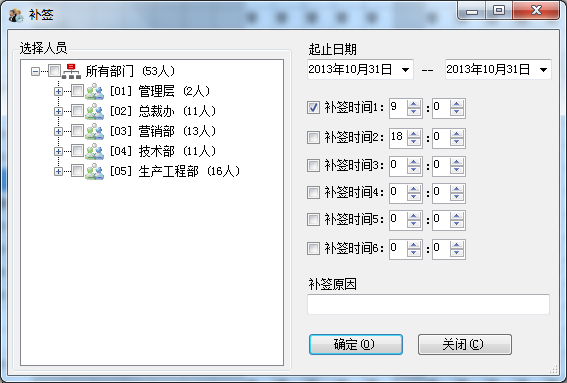 补签
选择人员
所有部门 (53人)
[01] 管理层 (2人)
[02] 总裁办 (11人)
[03] 营销部 (13人)
[04] 技术部 (11人)
[05] 生产工程部 (16人)
起止日期
2013年10月31日 -- 2013年10月31日
补签时间1: 9 : 0
补签时间2: 18 : 0
补签时间3: 0 : 0
补签时间4: 0 : 0
补签时间5: 0 : 0
补签时间6: 0 : 0
补签原因
确定(O) 关闭(C)